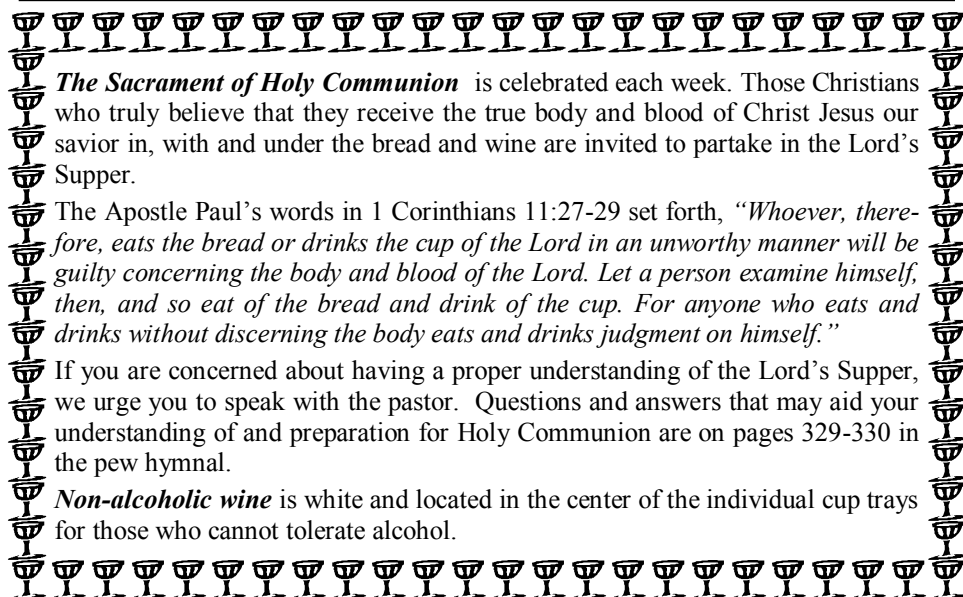 The Sacrament of Holy Communion is celebrated each week. Those Christians
who truly believe that they receive the true body and blood of Christ Jesus our
savior in, with and under the bread and wine are invited to partake in the Lord’s
Supper.
The Apostle Paul’s words in 1 Corinthians 11:27-29 set forth, “Whoever, there-
fore, eats the bread or drinks the cup of the Lord in an unworthy manner will be
guilty concerning the body and blood of the Lord. Let a person examine himself,
then, and so eat of the bread and drink of the cup. For anyone who eats and
drinks without discerning the body eats and drinks judgment on himself.”
If you are concerned about having a proper understanding of the Lord’s Supper,
we urge you to speak with the pastor. Questions and answers that may aid your
understanding of and preparation for Holy Communion are on pages 329-330 in
the pew hymnal.
Non-alcoholic wine is white and located in the center of the individual cup trays
for those who cannot tolerate alcohol.